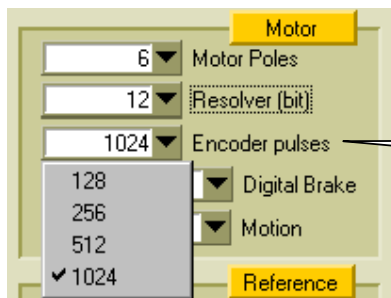 Motor
6 Motor Poles
12 Resolver (bit)
1024 Encoder pulses
128
256
512
✔ 1024
Digital Brake
Motion
Reference